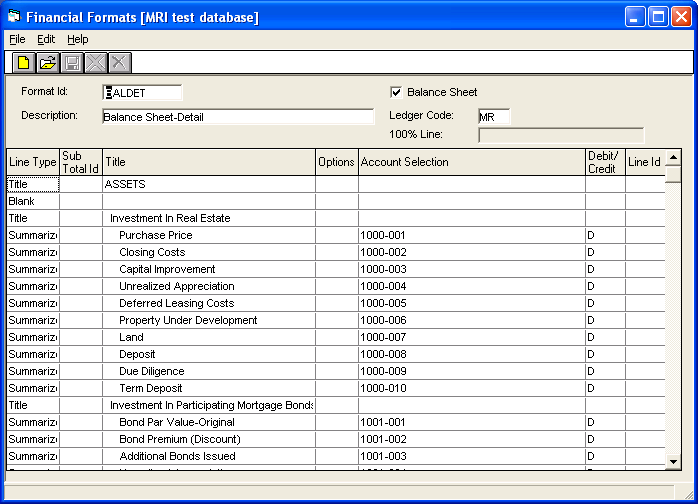 Financial Formats [MRI test database]
File Edit Help
Format Id: BALDET Balance Sheet
Description: Balance Sheet-Detail Ledger Code: MR
100% Line:
Line Type Sub Total Id Title Options Account Selection Debit/ Credit Line Id
Title ASSETS
Blank
Title Investment In Real Estate
Summariz Purchase Price 1000-001 D
Summariz Closing Costs 1000-002 D
Summariz Capital Improvement 1000-003 D
Summariz Unrealized Appreciation 1000-004 D
Summariz Deferred Leasing Costs 1000-005 D
Summariz Property Under Development 1000-006 D
Summariz Land 1000-007 D
Summariz Deposit 1000-008 D
Summariz Due Diligence 1000-009 D
Summariz Term Deposit 1000-010 D
Title Investment In Participating Mortgage Bonds
Summariz Bond Par Value-Original 1001-001 D
Summariz Bond Premium (Discount) 1001-002 D
Summariz Additional Bonds Issued 1001-003 D